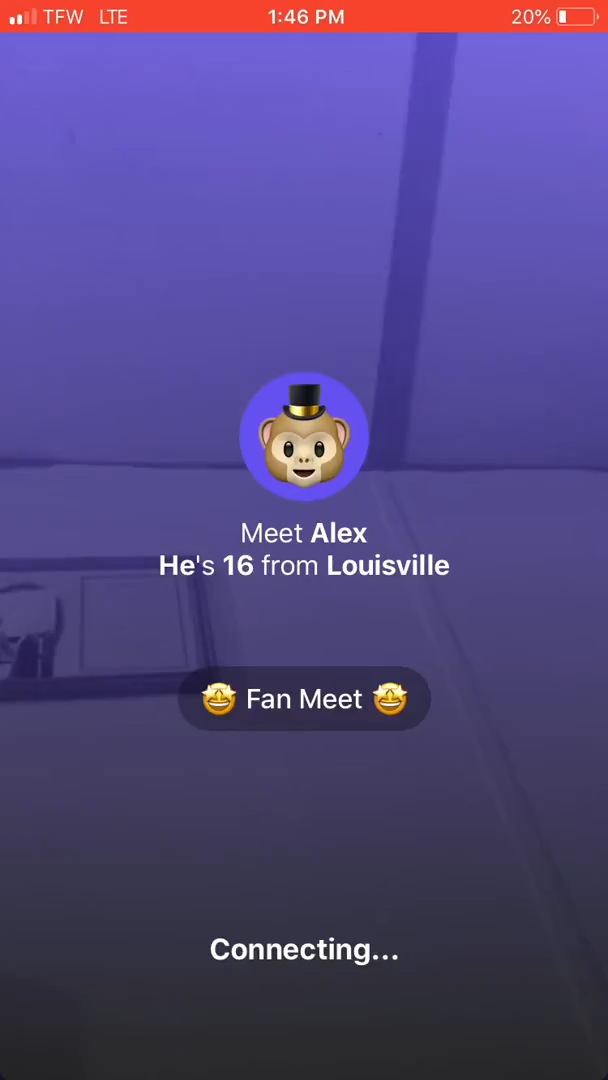 TFW LTE 1:46 PM 20%
Meet Alex
He's 16 from Louisville
🤩 Fan Meet 🤩
Connecting...